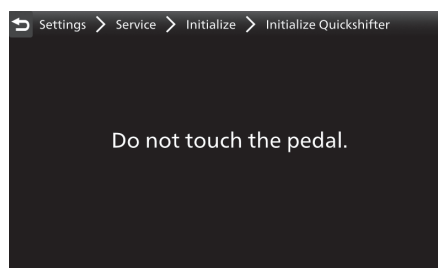 Settings > Service > Initialize > Initialize Quickshifter
Do not touch the pedal.